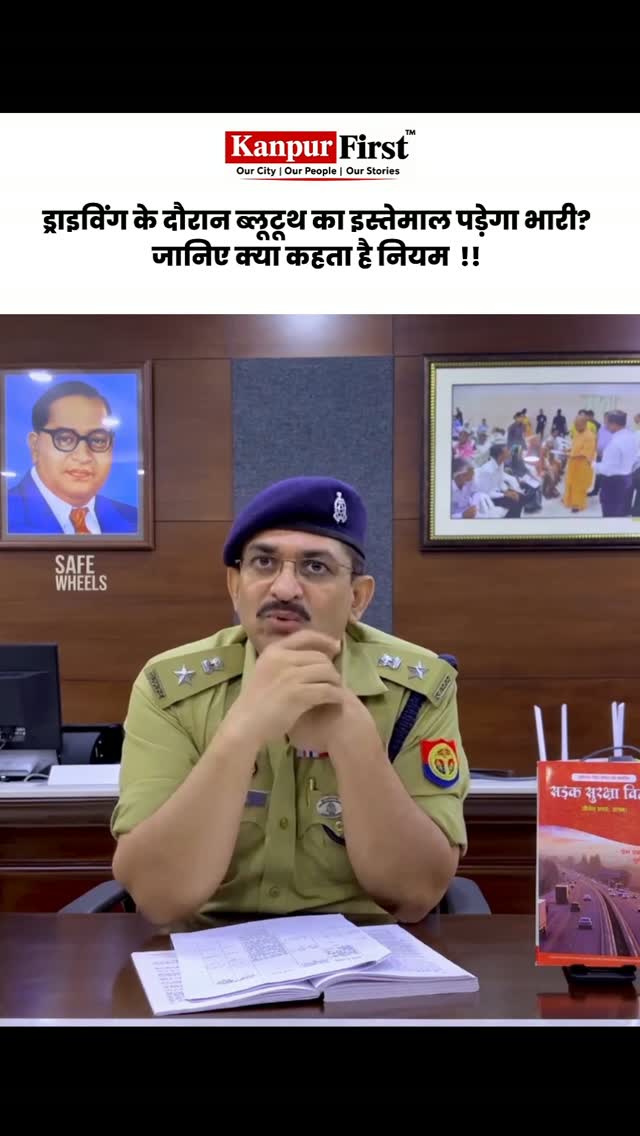 Kanpur First™
Our City | Our People | Our Stories
ड्राइविंग के दौरान ब्लूटूथ का इस्तेमाल पड़ेगा भारी?
जानिए क्या कहता है नियम !!
SAFE
WHEELS
सड़क सुरक्षा